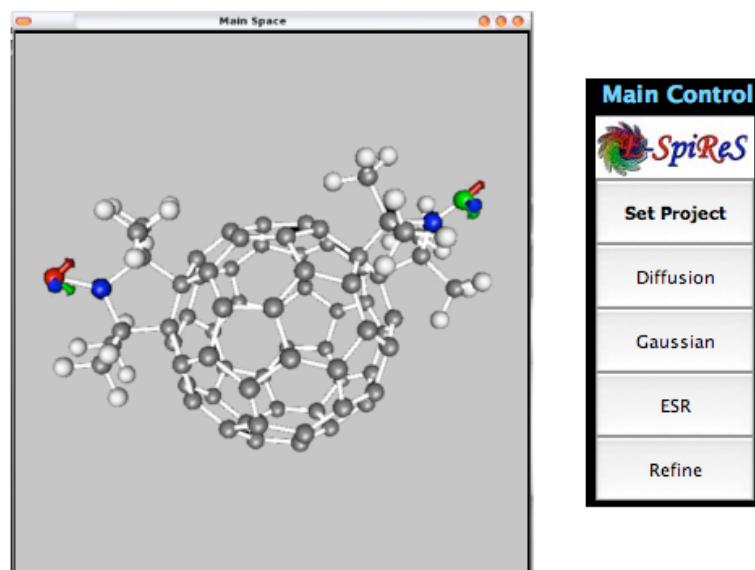 Main Space
Main Control
E-SpiReS
Set Project
Diffusion
Gaussian
ESR
Refine